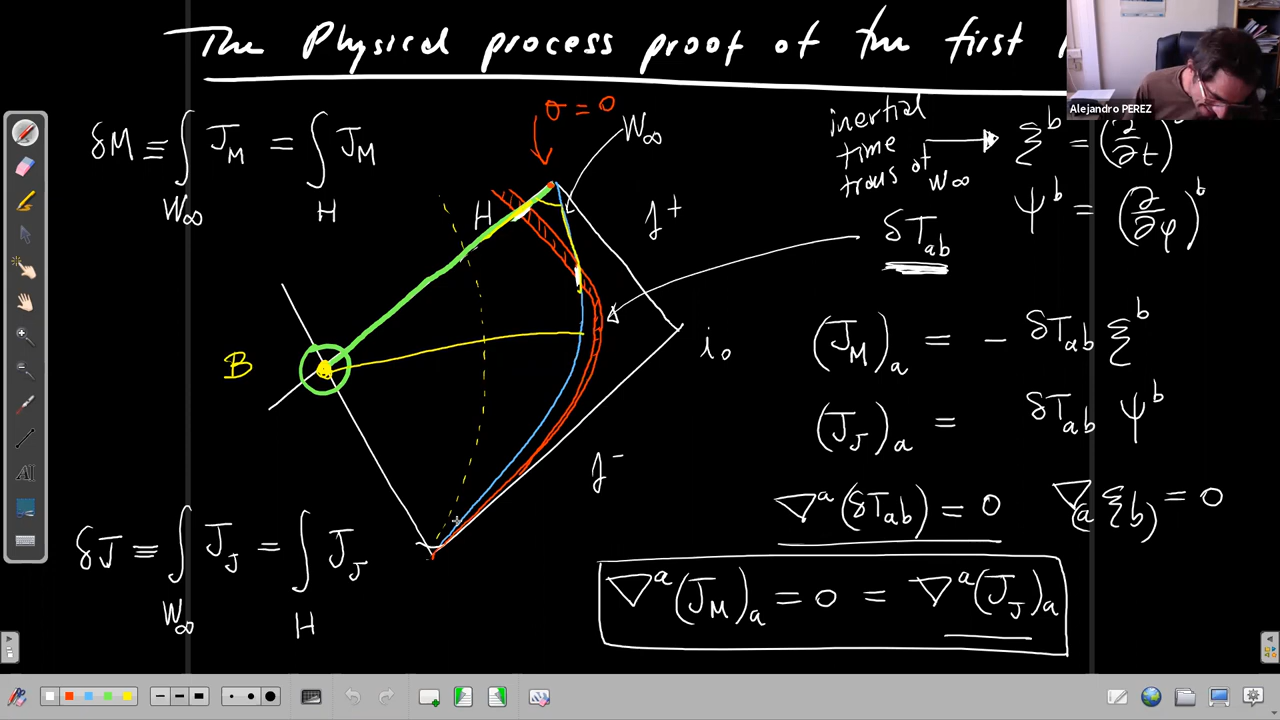 The Physical process proof of the first
Alejandro PEREZ
δM ≡ ∫_{W∞} J_M = ∫_H J_M
σ = 0
W∞
H
J⁺
inertial
time
trans of
W∞
ξ^b = (∂/∂t)^b
ψ^b = (∂/∂φ)^b
δT_ab
B
i₀
(J_M)_a = - δT_ab ξ^b
(J_J)_a = δT_ab ψ^b
J⁻
∇^a (δT_ab) = 0
∇_(a ξ_b) = 0
δJ ≡ ∫_{W∞} J_J = ∫_H J_J
∇^a (J_M)_a = 0 = ∇^a (J_J)_a